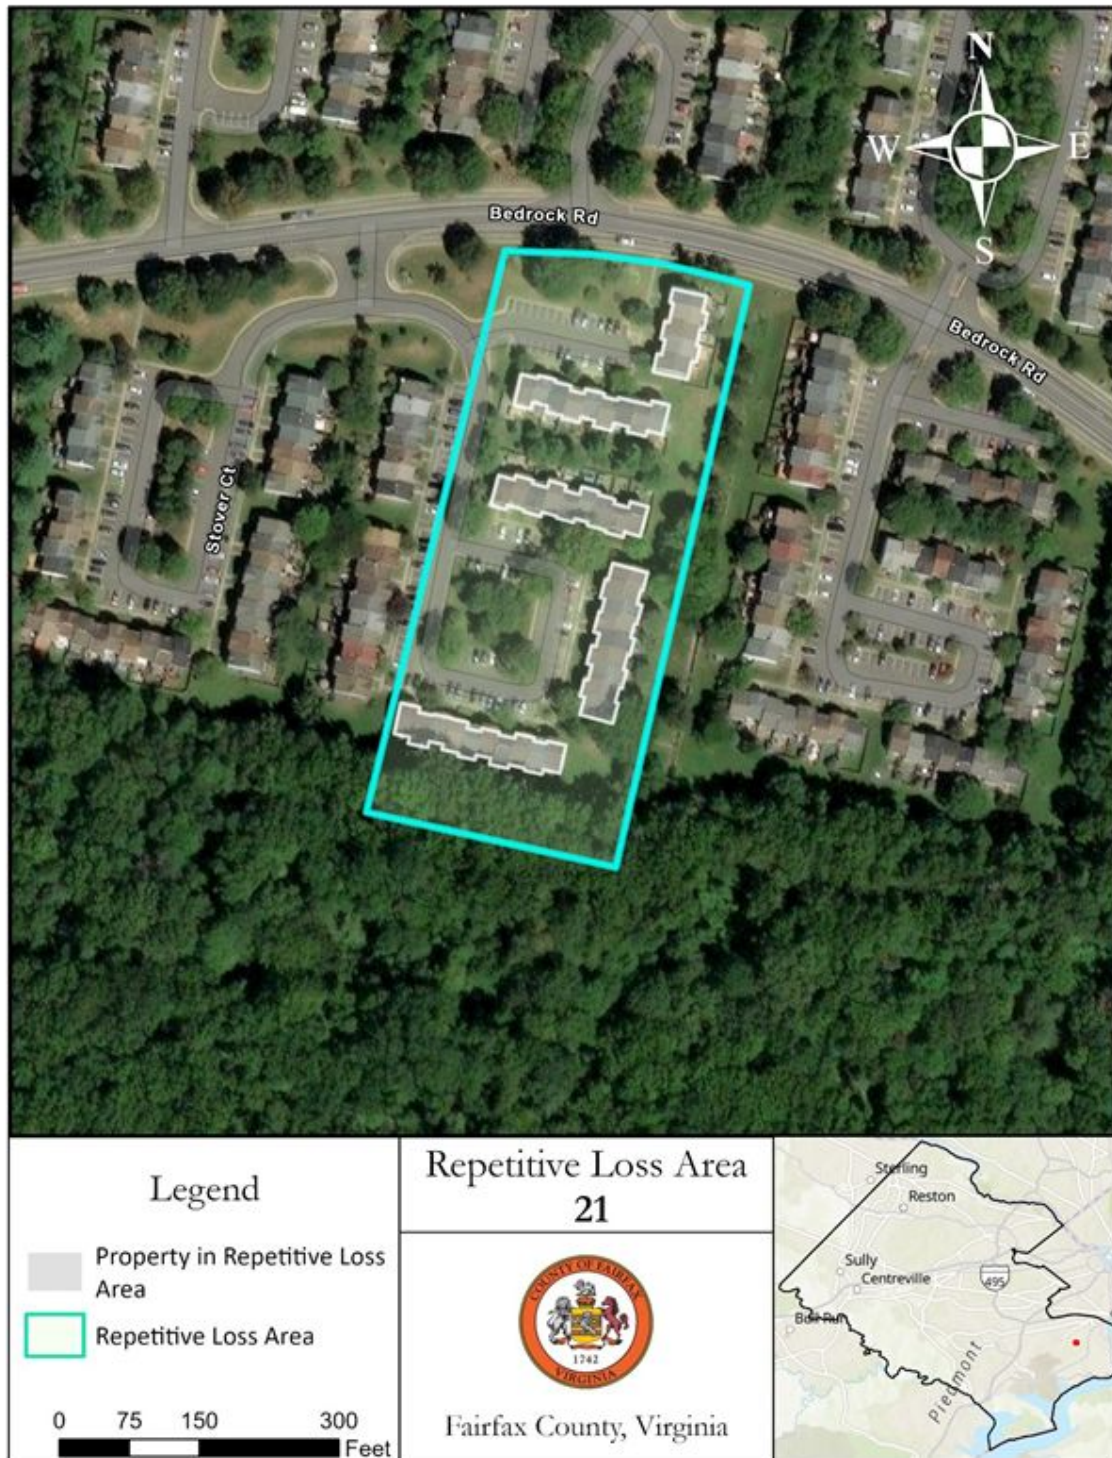 N
W
E
S
Bedrock Rd
Bedrock Rd
Stover Ct
Legend
Property in Repetitive Loss
Area
Repetitive Loss Area
0 75 150 300
Feet
Repetitive Loss Area
21
COUNTY OF FAIRFAX
1742
VIRGINIA
Fairfax County, Virginia
Sterling
Reston
Sully
Centreville
495
Bull Run
Piedmont